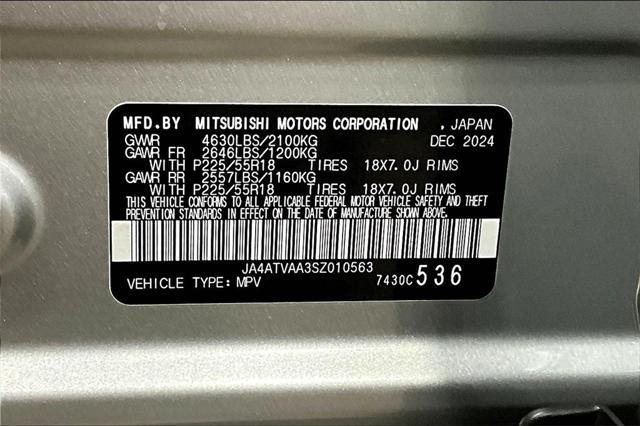 MFD.BY MITSUBISHI MOTORS CORPORATION , JAPAN
GVWR 4630LBS/2100KG DEC 2024
GAWR FR 2646LBS/1200KG
WITH P225/55R18 TIRES 18X7.0J RIMS
GAWR RR 2557LBS/1160KG
WITH P225/55R18 TIRES 18X7.0J RIMS
THIS VEHICLE CONFORMS TO ALL APPLICABLE FEDERAL MOTOR VEHICLE SAFETY AND THEFT
PREVENTION STANDARDS IN EFFECT ON THE DATE OF MANUFACTURE SHOWN ABOVE.
JA4ATVAA3SZ010563
VEHICLE TYPE:MPV 7430C536